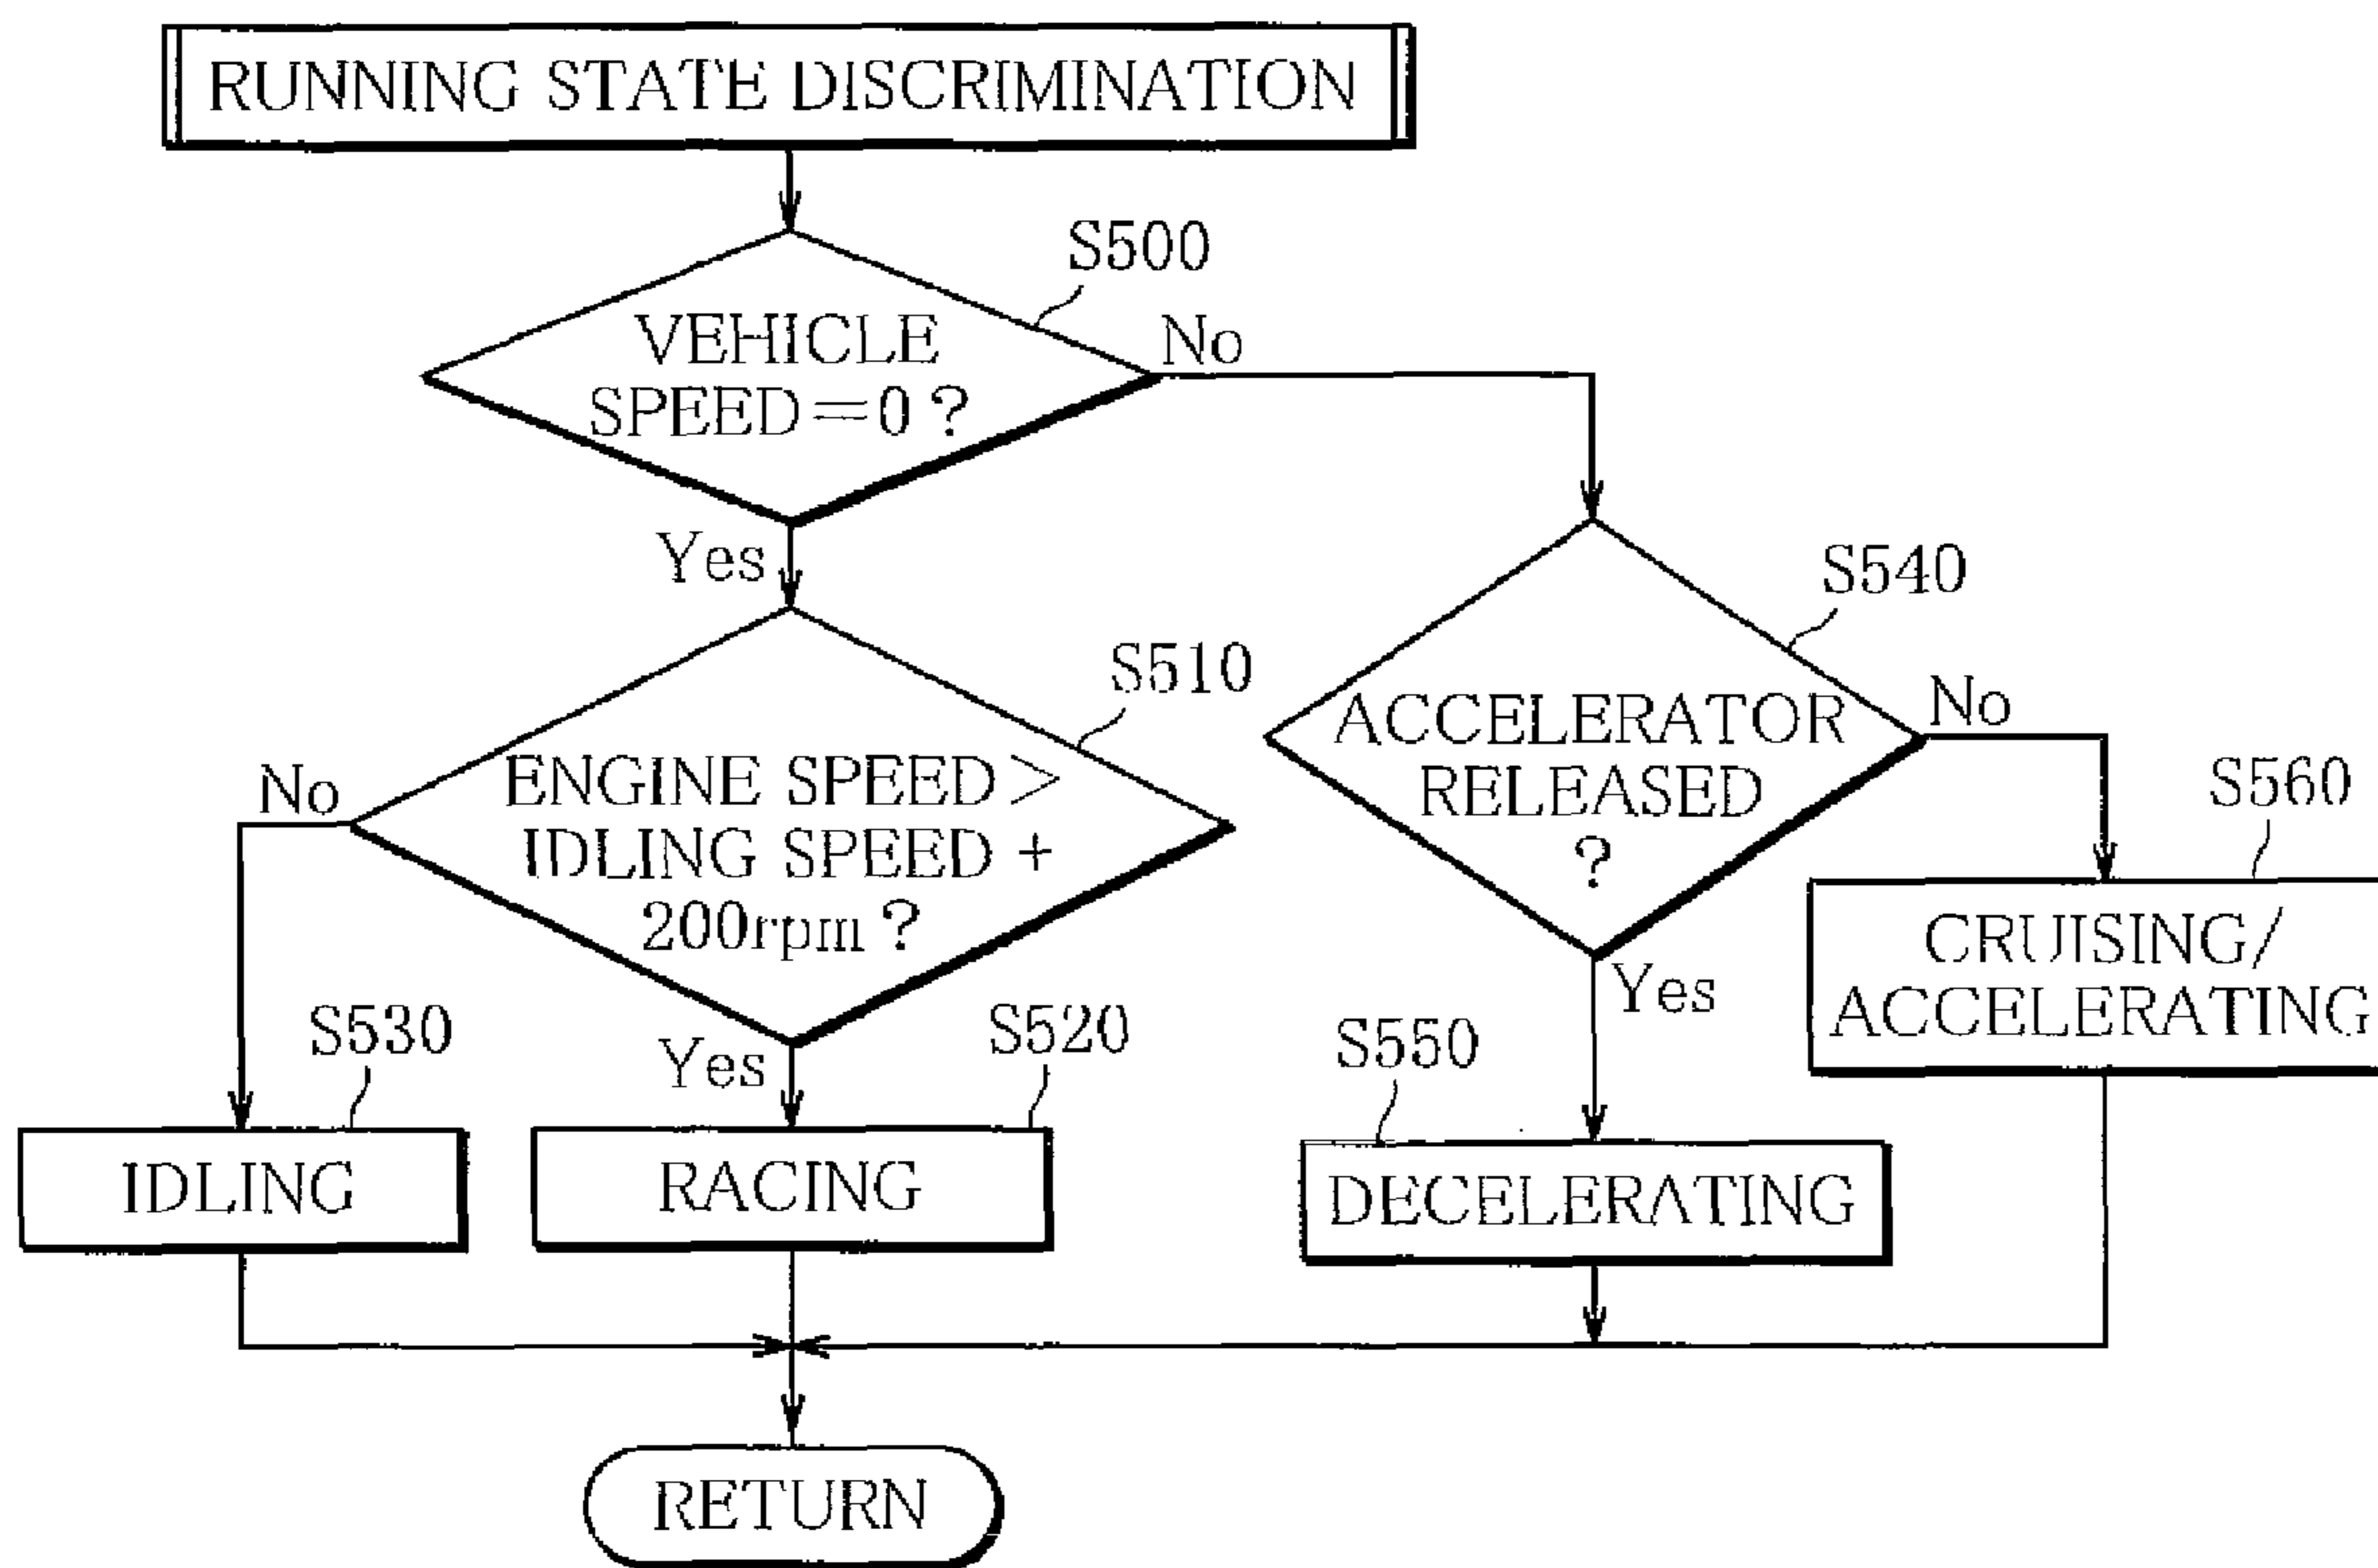 RUNNING STATE DISCRIMINATION
S500
VEHICLE
SPEED=0?
No
Yes
S540
S510
ACCELERATOR
RELEASED
?
No
No
ENGINE SPEED >
IDLING SPEED +
200rpm?
S560
CRUISING/
ACCELERATING
Yes
S530
Yes
S520
S550
IDLING
RACING
DECELERATING
RETURN